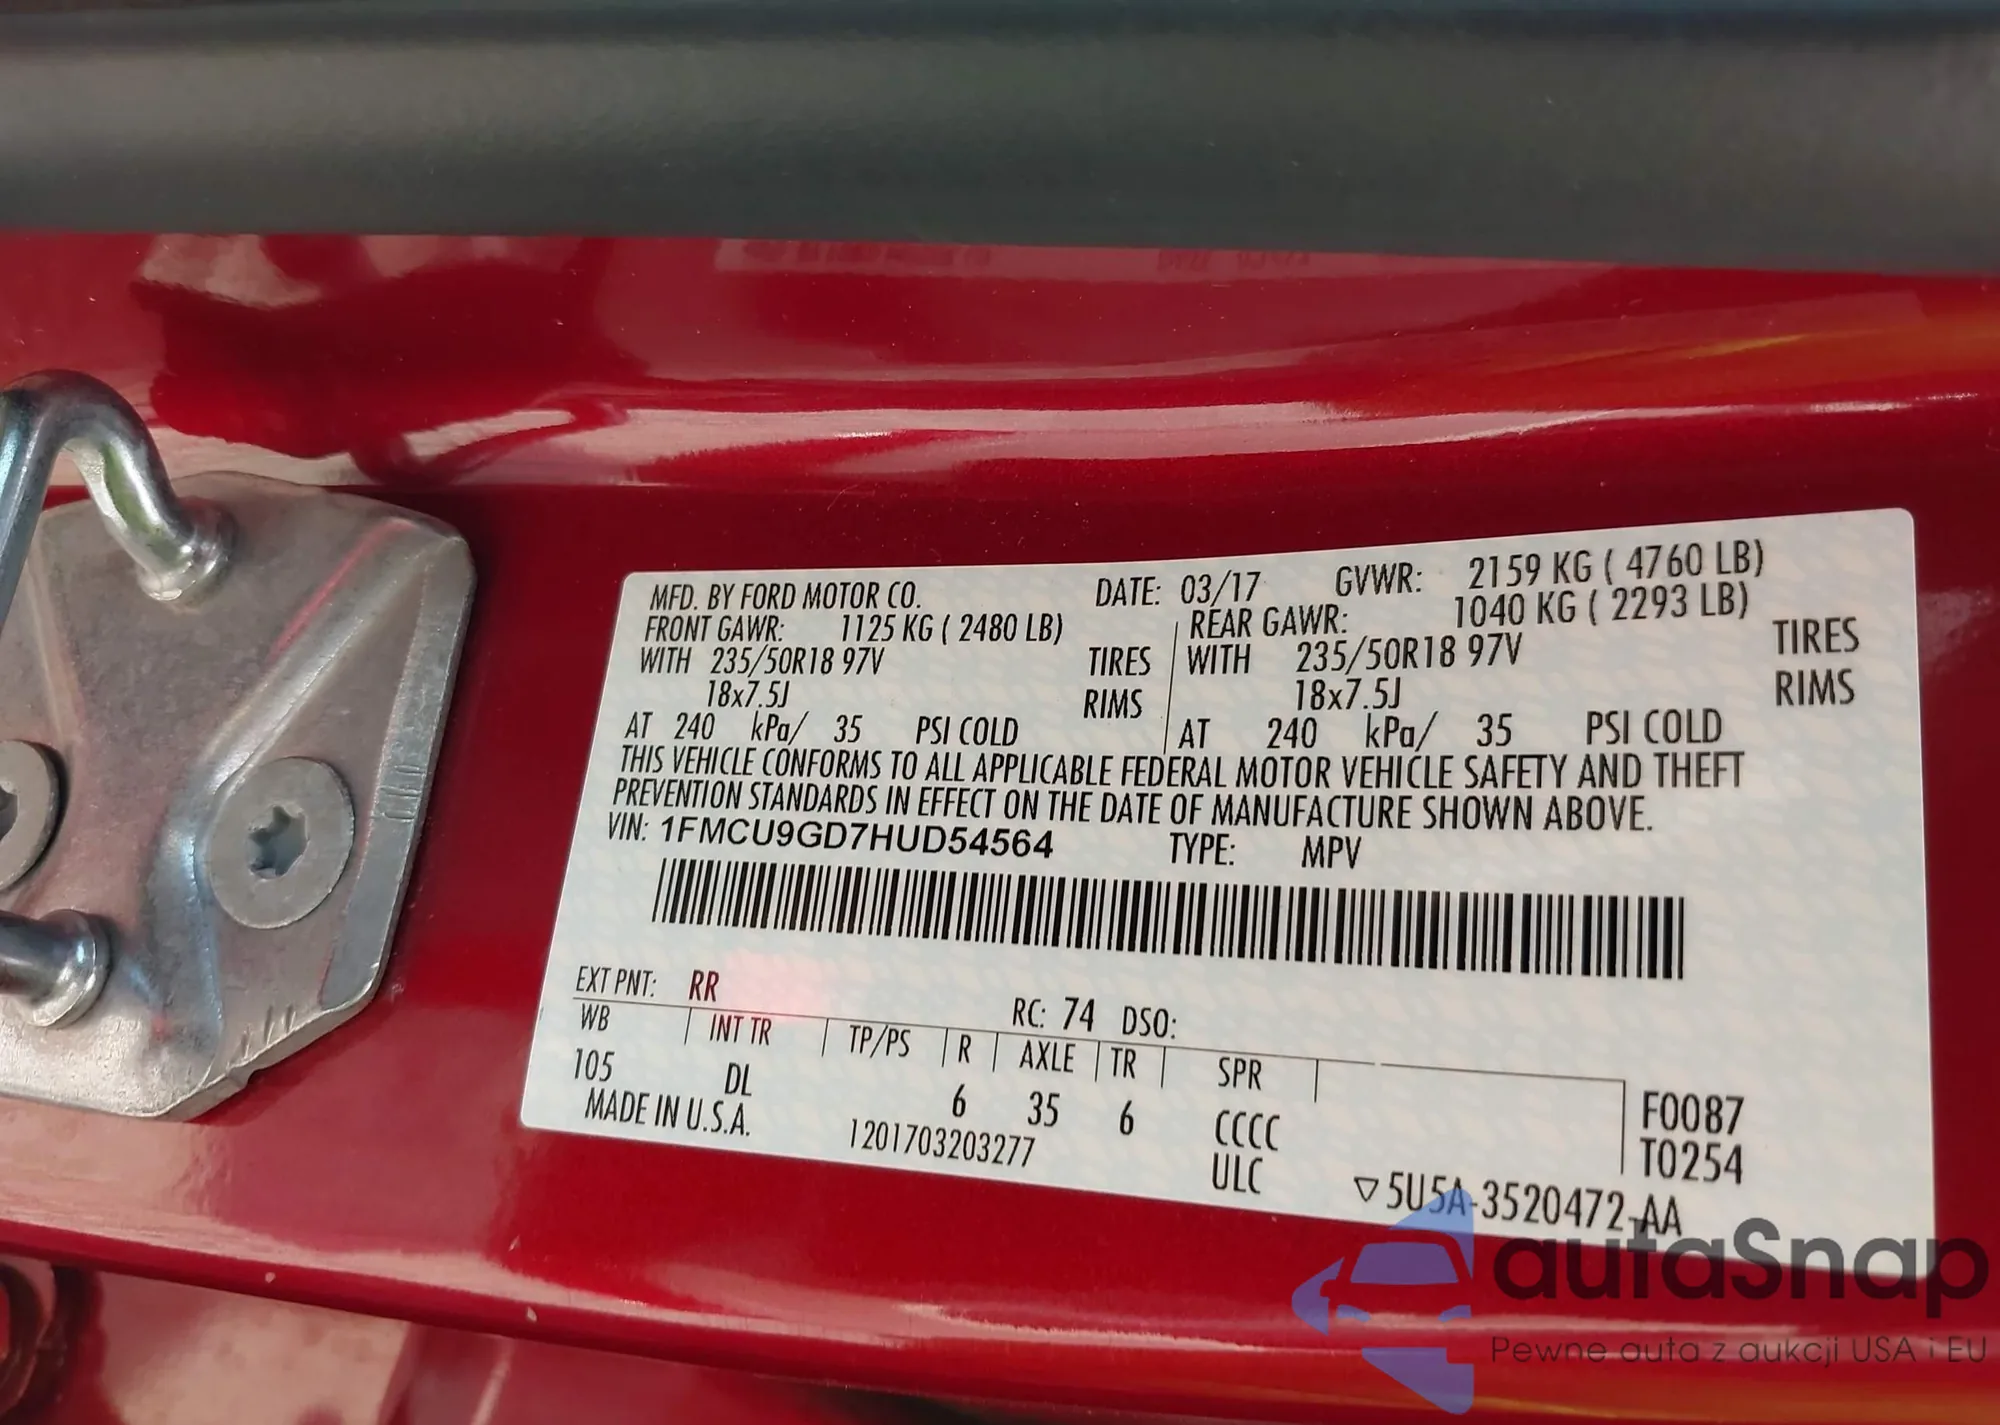 MFD. BY FORD MOTOR CO. DATE: 03/17 GVWR: 2159 KG ( 4760 LB)
FRONT GAWR: 1125 KG ( 2480 LB) REAR GAWR: 1040 KG ( 2293 LB)
WITH 235/50R18 97V TIRES WITH 235/50R18 97V TIRES
18x7.5J RIMS 18x7.5J RIMS
AT 240 kPa/ 35 PSI COLD AT 240 kPa/ 35 PSI COLD
THIS VEHICLE CONFORMS TO ALL APPLICABLE FEDERAL MOTOR VEHICLE SAFETY AND THEFT
PREVENTION STANDARDS IN EFFECT ON THE DATE OF MANUFACTURE SHOWN ABOVE.
VIN: 1FMCU9GD7HUD54564 TYPE: MPV
EXT PNT: RR RC: 74 DSO:
WB INT TR TP/PS R AXLE TR SPR
105 DL 6 35 6 CCCC F0087
MADE IN U.S.A. 1201703203277 ULC T0254
▽5U5A-3520472-AA
autaSnap
Pewne auta z aukcji USA i EU